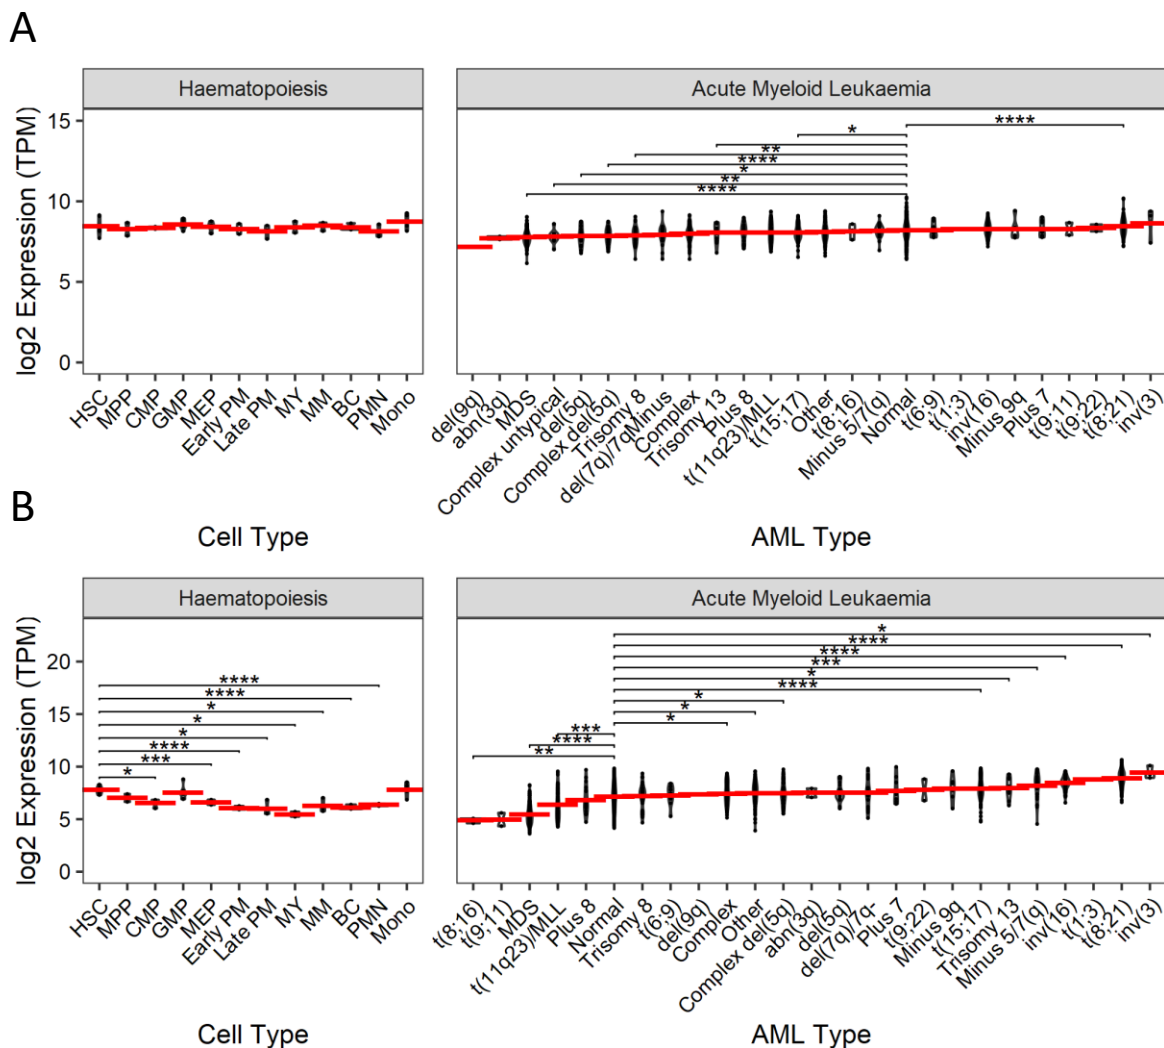 A
Haematopoiesis
Acute Myeloid Leukaemia
log2 Expression (TPM)
15
10
5
0
*
****
**
****
*
**
****
HSC
MPP
CMP
GMP
MEP
Early PM
Late PM
MY
MM
BC
PMN
Mono
del(9q)
abn(3q)
MDS
Complex untypical
del(5q)
Complex del(5q)
Trisomy 8
del(7q)/7qMinus
Complex
Trisomy 13
Plus 8
t(11q23)/MLL
t(15;17)
Other
t(8;16)
Minus 5/7(q)
Normal
t(6;9)
t(1;3)
inv(16)
Minus 9q
Plus 7
t(9;11)
t(9;22)
t(8;21)
inv(3)
Cell Type
AML Type
B
Haematopoiesis
Acute Myeloid Leukaemia
log2 Expression (TPM)
20
15
10
5
0
****
****
*
*
*
****
***
*
*
****
****
***
*
****
*
*
*
***
****
**
HSC
MPP
CMP
GMP
MEP
Early PM
Late PM
MY
MM
BC
PMN
Mono
t(8;16)
t(9;11)
MDS
t(11q23)/MLL
Plus 8
Normal
Trisomy 8
t(6;9)
del(9q)
Complex
Other
Complex del(5q)
abn(3q)
del(5q)
del(7q)/7q-
Plus 7
t(9;22)
Minus 9q
t(15;17)
Trisomy 13
Minus 5/7(q)
inv(16)
t(1;3)
t(8;21)
inv(3)
Cell Type
AML Type